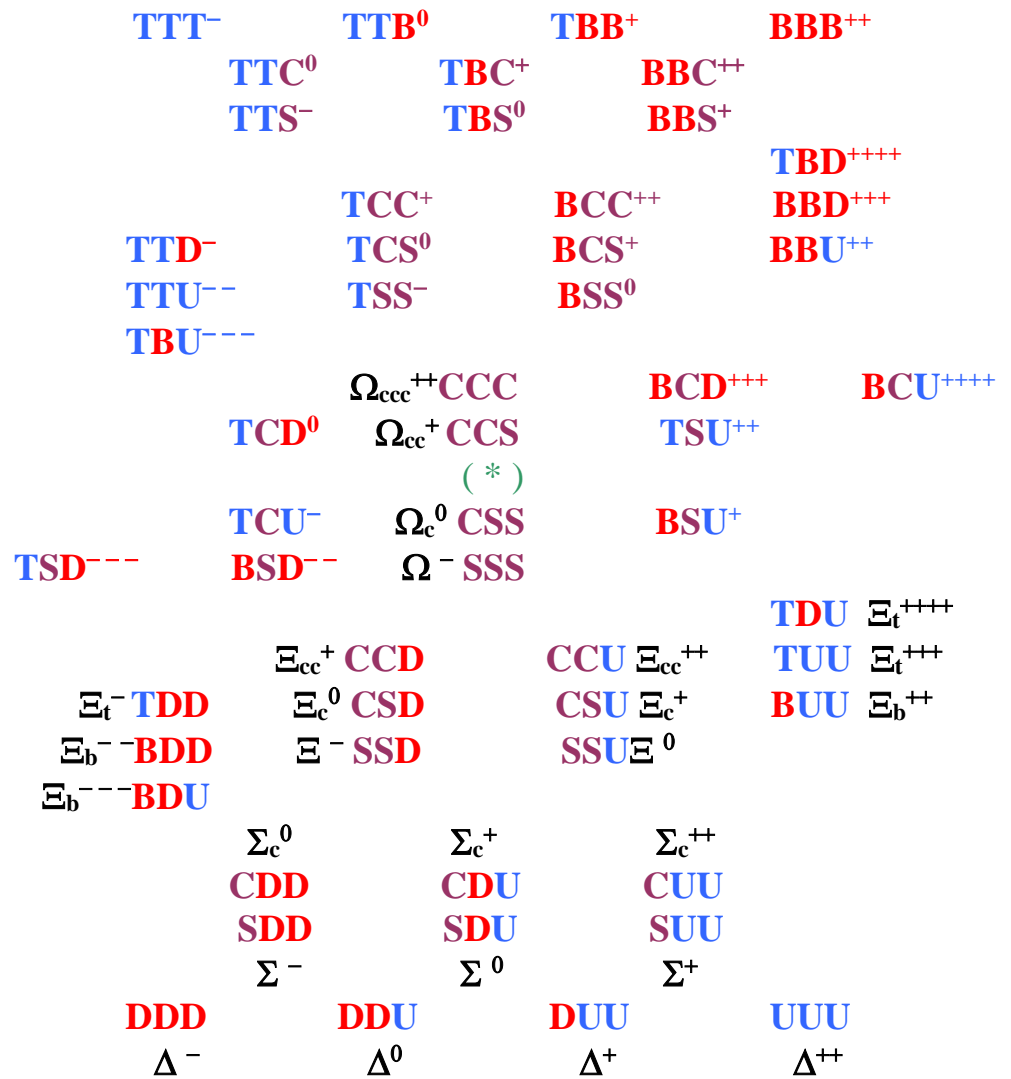 TTT⁻ TTB⁰ TBB⁺ BBB⁺⁺
TTC⁰ TBC⁺ BBC⁺⁺
TTS⁻ TBS⁰ BBS⁺
TBD⁺⁺⁺⁺
TCC⁺ BCC⁺⁺ BBD⁺⁺⁺
TTD⁻ TCS⁰ BCS⁺ BBU⁺⁺
TTU⁻⁻ TSS⁻ BSS⁰
TBU⁻⁻⁻
Ωccc⁺⁺CCC BCD⁺⁺⁺ BCU⁺⁺⁺⁺
TCD⁰ Ωcc⁺ CCS TSU⁺⁺
( * )
TCU⁻ Ωc⁰ CSS BSU⁺
TSD⁻⁻⁻ BSD⁻⁻ Ω⁻ SSS
TDU Ξt⁺⁺⁺⁺
Ξcc⁺ CCD CCU Ξcc⁺⁺ TUU Ξt⁺⁺⁺
Ξt⁻ TDD Ξc⁰ CSD CSU Ξc⁺ BUU Ξb⁺⁺
Ξb⁻⁻BDD Ξ⁻ SSD SSUΞ⁰
Ξb⁻⁻⁻BDU
Σc⁰ Σc⁺ Σc⁺⁺
CDD CDU CUU
SDD SDU SUU
Σ⁻ Σ⁰ Σ⁺
DDD DDU DUU UUU
Δ⁻ Δ⁰ Δ⁺ Δ⁺⁺